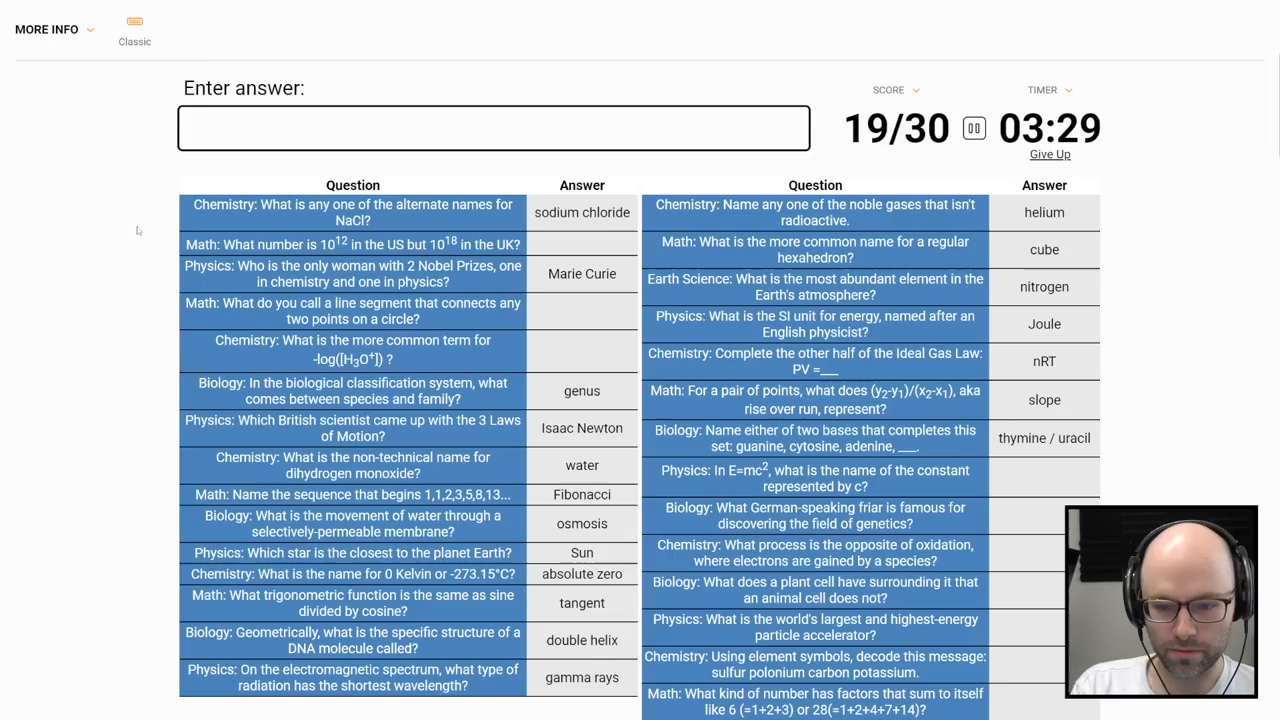 MORE INFO
Classic
Enter answer:
SCORE
TIMER
19/30
03:29
Give Up
Question
Answer
Chemistry: What is any one of the alternate names for
NaCl?
sodium chloride
Math: What number is 10¹² in the US but 10¹⁸ in the UK?
Physics: Who is the only woman with 2 Nobel Prizes, one
in chemistry and one in physics?
Marie Curie
Math: What do you call a line segment that connects any
two points on a circle?
Chemistry: What is the more common term for
-log([H₃O⁺]) ?
Biology: In the biological classification system, what
comes between species and family?
genus
Physics: Which British scientist came up with the 3 Laws
of Motion?
Isaac Newton
Chemistry: What is the non-technical name for
dihydrogen monoxide?
water
Math: Name the sequence that begins 1,1,2,3,5,8,13...
Fibonacci
Biology: What is the movement of water through a
selectively-permeable membrane?
osmosis
Physics: Which star is the closest to the planet Earth?
Sun
Chemistry: What is the name for 0 Kelvin or -273.15°C?
absolute zero
Math: What trigonometric function is the same as sine
divided by cosine?
tangent
Biology: Geometrically, what is the specific structure of a
DNA molecule called?
double helix
Physics: On the electromagnetic spectrum, what type of
radiation has the shortest wavelength?
gamma rays
Question
Answer
Chemistry: Name any one of the noble gases that isn't
radioactive.
helium
Math: What is the more common name for a regular
hexahedron?
cube
Earth Science: What is the most abundant element in the
Earth's atmosphere?
nitrogen
Physics: What is the SI unit for energy, named after an
English physicist?
Joule
Chemistry: Complete the other half of the Ideal Gas Law:
PV =___
nRT
Math: For a pair of points, what does (y₂-y₁)/(x₂-x₁), aka
rise over run, represent?
slope
Biology: Name either of two bases that completes this
set: guanine, cytosine, adenine, ___.
thymine / uracil
Physics: In E=mc², what is the name of the constant
represented by c?
Biology: What German-speaking friar is famous for
discovering the field of genetics?
Chemistry: What process is the opposite of oxidation,
where electrons are gained by a species?
Biology: What does a plant cell have surrounding it that
an animal cell does not?
Physics: What is the world's largest and highest-energy
particle accelerator?
Chemistry: Using element symbols, decode this message:
sulfur polonium carbon potassium.
Math: What kind of number has factors that sum to itself
like 6 (=1+2+3) or 28(=1+2+4+7+14)?